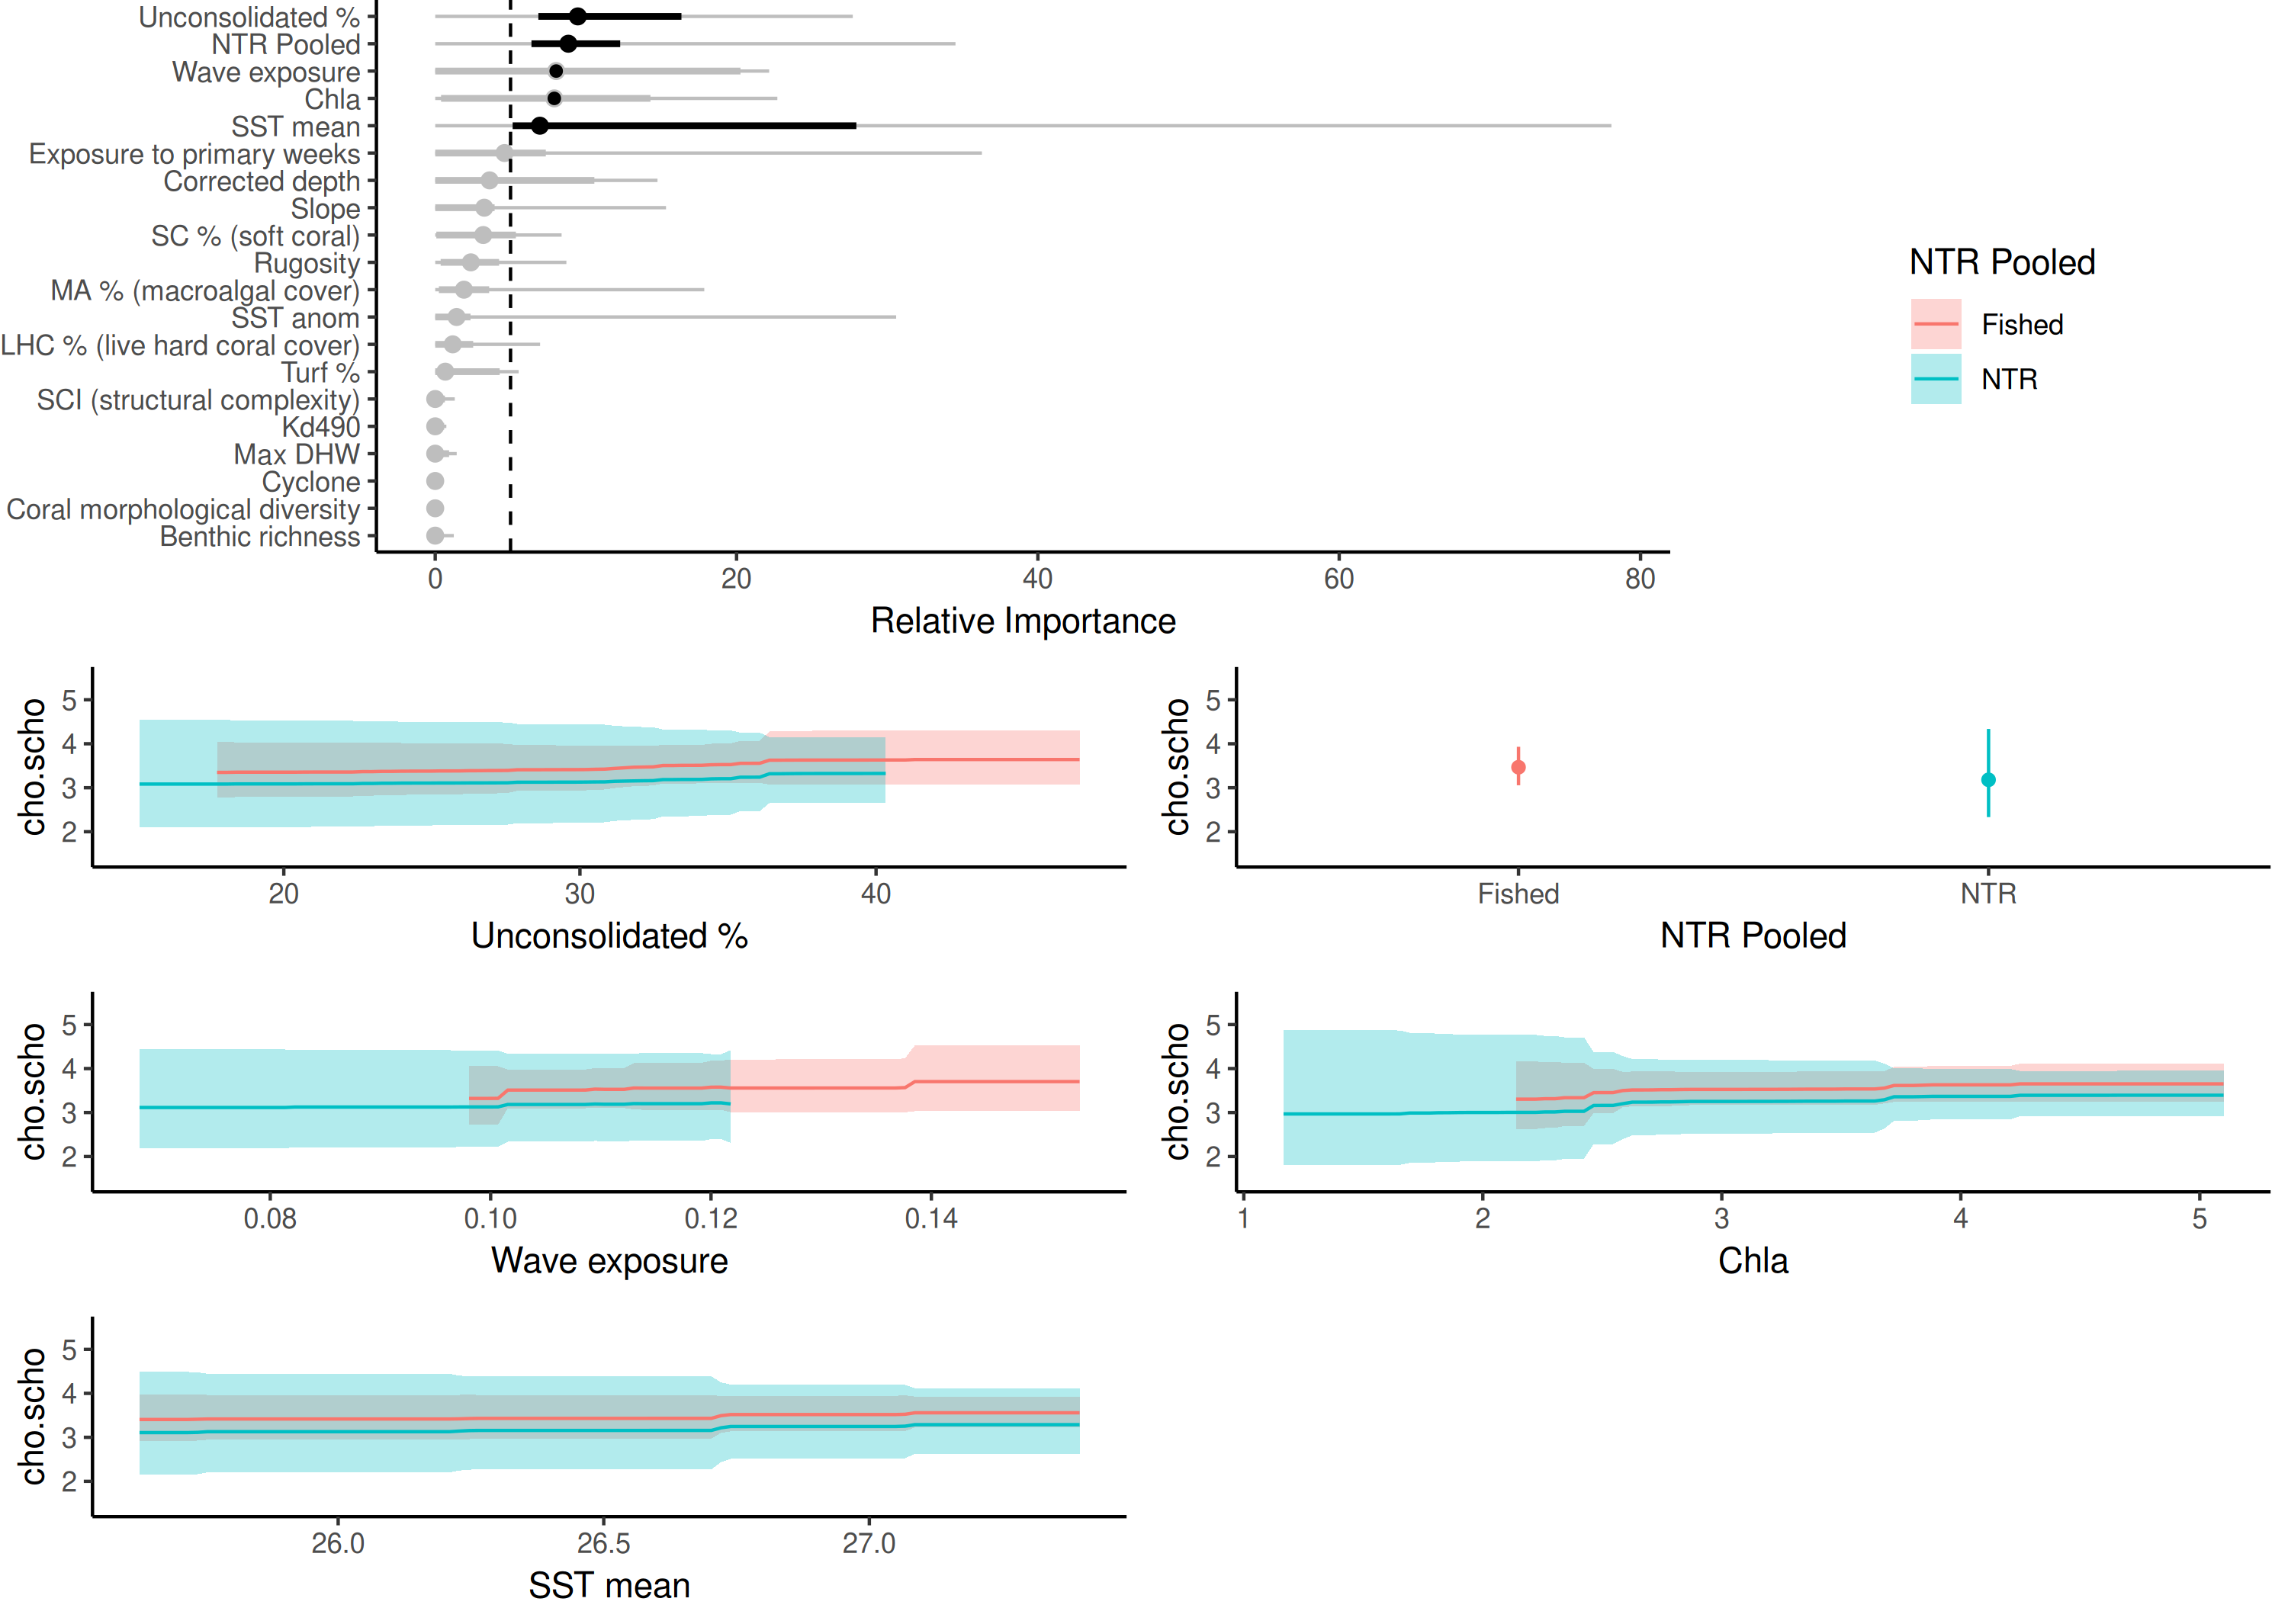 Unconsolidated %
NTR Pooled
Wave exposure
Chla
SST mean
Exposure to primary weeks
Corrected depth
Slope
SC % (soft coral)
Rugosity
MA % (macroalgal cover)
SST anom
LHC % (live hard coral cover)
Turf %
SCI (structural complexity)
Kd490
Max DHW
Cyclone
Coral morphological diversity
Benthic richness
0 20 40 60 80
Relative Importance
NTR Pooled
Fished
NTR
cho.scho
5
4
3
2
20 30 40
Unconsolidated %
cho.scho
5
4
3
2
Fished NTR
NTR Pooled
cho.scho
5
4
3
2
0.08 0.10 0.12 0.14
Wave exposure
cho.scho
5
4
3
2
1 2 3 4 5
Chla
cho.scho
5
4
3
2
26.0 26.5 27.0
SST mean